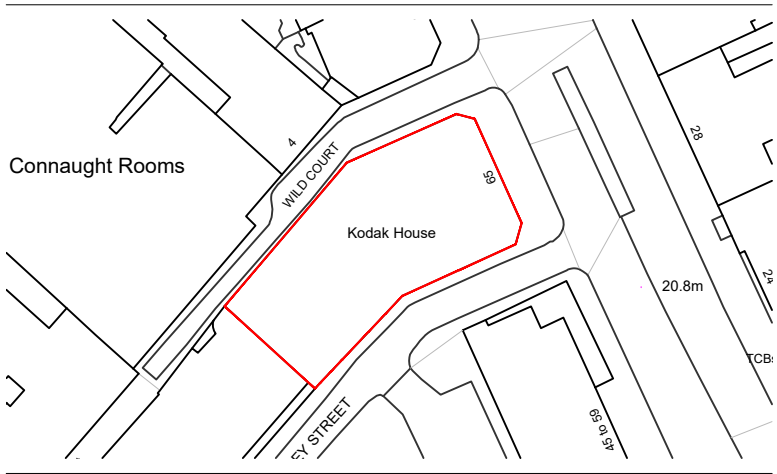 4
28
Connaught Rooms
WILD COURT
65
Kodak House
24
20.8m
TCBs
EY STREET
45 to 59